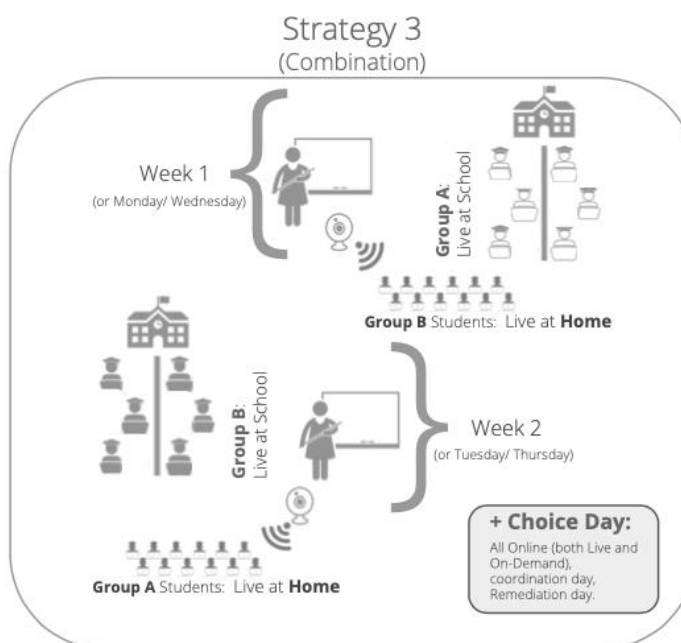 Strategy 3
(Combination)
Week 1
(or Monday/ Wednesday)
Group A:
Live at School
Group B Students: Live at Home
Group B:
Live at School
Week 2
(or Tuesday/ Thursday)
Group A Students: Live at Home
+ Choice Day:
All Online (both Live and
On-Demand),
coordination day,
Remediation day.